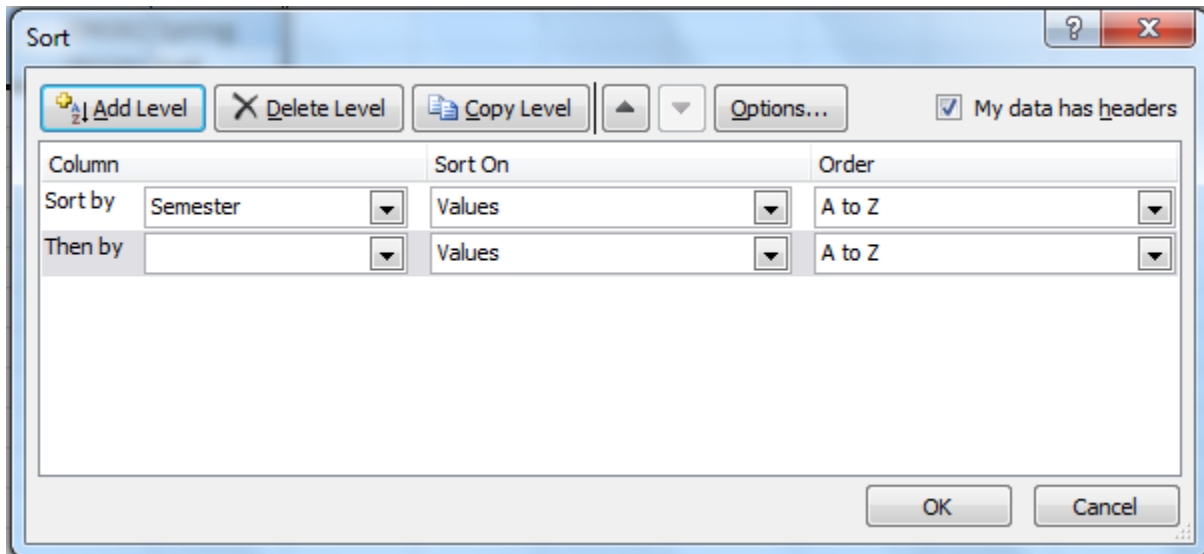 Sort
Add Level Delete Level Copy Level Options... My data has headers
Column Sort On Order
Sort by Semester Values A to Z
Then by Values A to Z
OK Cancel